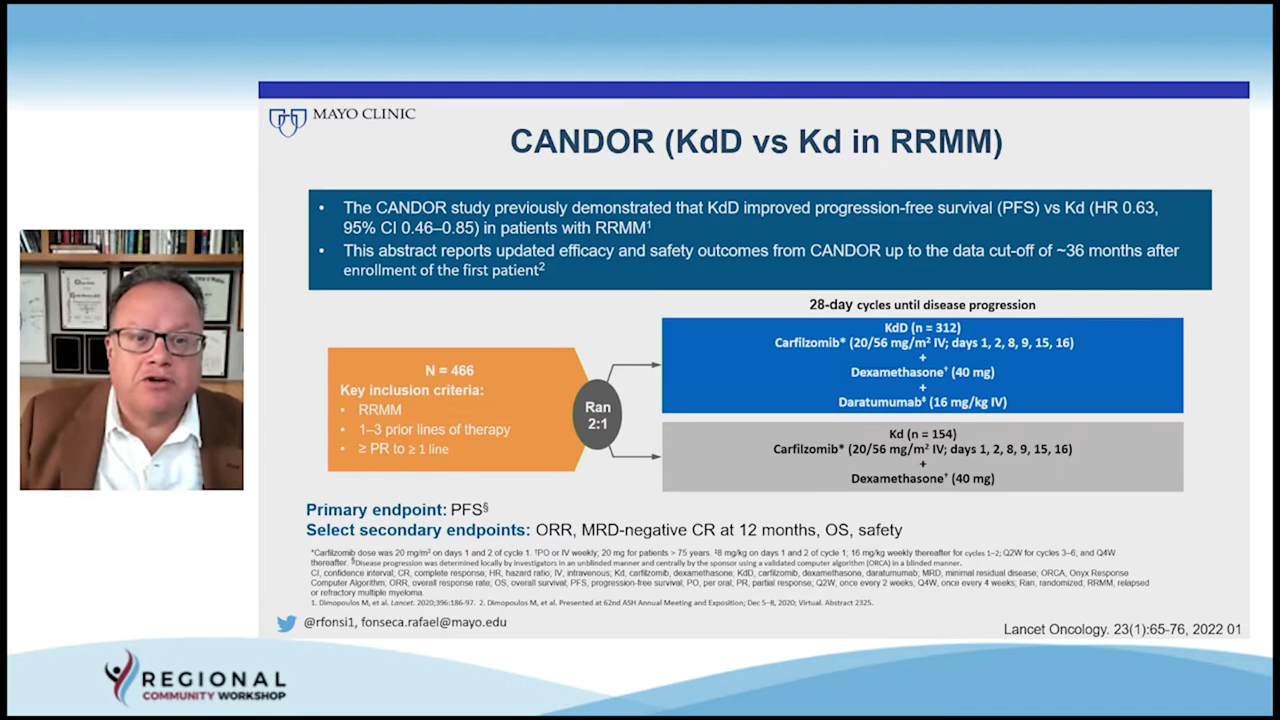 MAYO CLINIC
CANDOR (KdD vs Kd in RRMM)
• The CANDOR study previously demonstrated that KdD improved progression-free survival (PFS) vs Kd (HR 0.63,
95% CI 0.46–0.85) in patients with RRMM¹
• This abstract reports updated efficacy and safety outcomes from CANDOR up to the data cut-off of ~36 months after
enrollment of the first patient²
28-day cycles until disease progression
N = 466
Key inclusion criteria:
• RRMM
• 1–3 prior lines of therapy
• ≥ PR to ≥ 1 line
Ran
2:1
KdD (n = 312)
Carfilzomib* (20/56 mg/m² IV; days 1, 2, 8, 9, 15, 16)
+
Dexamethasone† (40 mg)
+
Daratumumab‡ (16 mg/kg IV)
Kd (n = 154)
Carfilzomib* (20/56 mg/m² IV; days 1, 2, 8, 9, 15, 16)
+
Dexamethasone† (40 mg)
Primary endpoint: PFS§
Select secondary endpoints: ORR, MRD-negative CR at 12 months, OS, safety
*Carfilzomib dose was 20 mg/m² on days 1 and 2 of cycle 1. †PO or IV weekly; 20 mg for patients > 75 years. ‡8 mg/kg on days 1 and 2 of cycle 1; 16 mg/kg weekly thereafter for cycles 1–2; Q2W for cycles 3–6; and Q4W
thereafter. §Disease progression was determined locally by investigators in an unblinded manner and centrally by the sponsor using a validated computer algorithm (ORCA) in a blinded manner.
CI, confidence interval; CR, complete response; HR, hazard ratio; IV, intravenous; Kd, carfilzomib, dexamethasone; KdD, carfilzomib, dexamethasone, daratumumab; MRD, minimal residual disease; ORCA, Onyx Response
Computer Algorithm; ORR, overall response rate; OS, overall survival; PFS, progression-free survival; PO, per oral; PR, partial response; Q2W, once every 2 weeks; Q4W, once every 4 weeks; Ran, randomized; RRMM, relapsed
or refractory multiple myeloma.
1. Dimopoulos M, et al. Lancet. 2020;396:186-97. 2. Dimopoulos M, et al. Presented at 62nd ASH Annual Meeting and Exposition; Dec 5–8, 2020; Virtual. Abstract 2325.
@rfonsi1, fonseca.rafael@mayo.edu
Lancet Oncology. 23(1):65-76, 2022 01
REGIONAL
COMMUNITY WORKSHOP